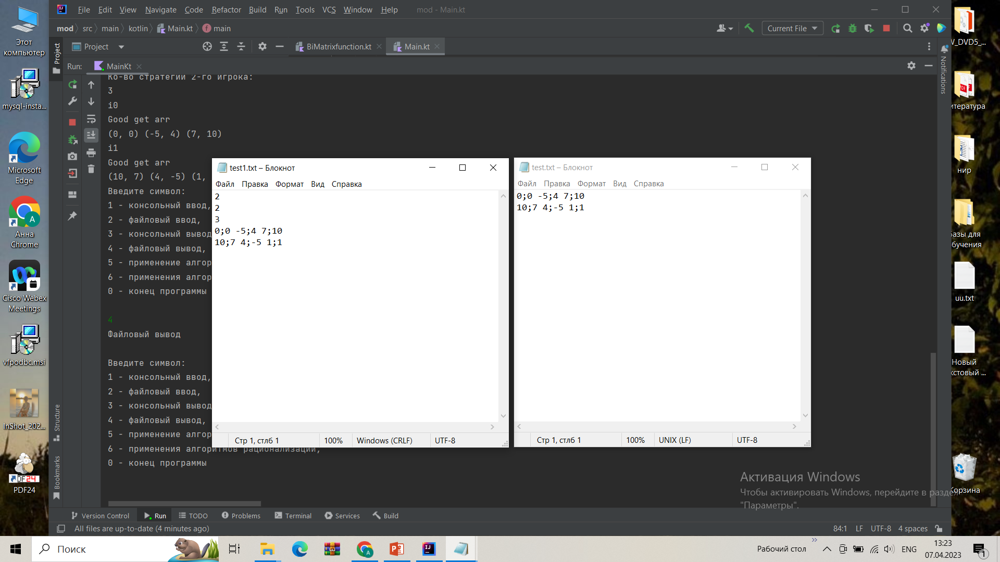 File Edit View Navigate Code Refactor Build Run Tools VCS Window Help mod - Main.kt
mod src main kotlin Main.kt main Current File
Project BiMatrixfunction.kt Main.kt
Run: MainKt
Ко-во стратегий 2-го игрока:
3
i0
Good get arr
(0, 0) (-5, 4) (7, 10)
i1
Good get arr
(10, 7) (4, -5) (1,
Введите символ:
1 - консольный ввод,
2 - файловый ввод,
3 - консольный вывод
4 - файловый вывод,
5 - применение алгор
6 - применения алгор
0 - конец программы
4
Файловый вывод
Введите символ:
1 - консольный ввод,
2 - файловый ввод,
3 - консольный вывод
4 - файловый вывод,
5 - применение алгор
6 - применения алгоритмов рационализации,
0 - конец программы
test1.txt – Блокнот
Файл Правка Формат Вид Справка
2
2
3
0;0 -5;4 7;10
10;7 4;-5 1;1
Стр 1, стлб 1 100% Windows (CRLF) UTF-8
test.txt – Блокнот
Файл Правка Формат Вид Справка
0;0 -5;4 7;10
10;7 4;-5 1;1
Стр 1, стлб 1 100% UNIX (LF) UTF-8
Активация Windows
Чтобы активировать Windows, перейдите в раздел
"Параметры".
Project
Structure
Bookmarks
Notifications
Version Control Run TODO Problems Terminal Services Build
All files are up-to-date (4 minutes ago) 84:1 LF UTF-8 4 spaces
Этот
компьютер
mysql-insta...
Microsoft
Edge
Анна
Chrome
Cisco Webex
Meetings
vfpodbc.msi
InShot_202...
PDF24
W_DVD5_...
итература
нир
Базы для
бучения
uu.txt
Новый
кстовый ...
Корзина
Поиск Рабочий стол ENG 13:23
07.04.2023
1